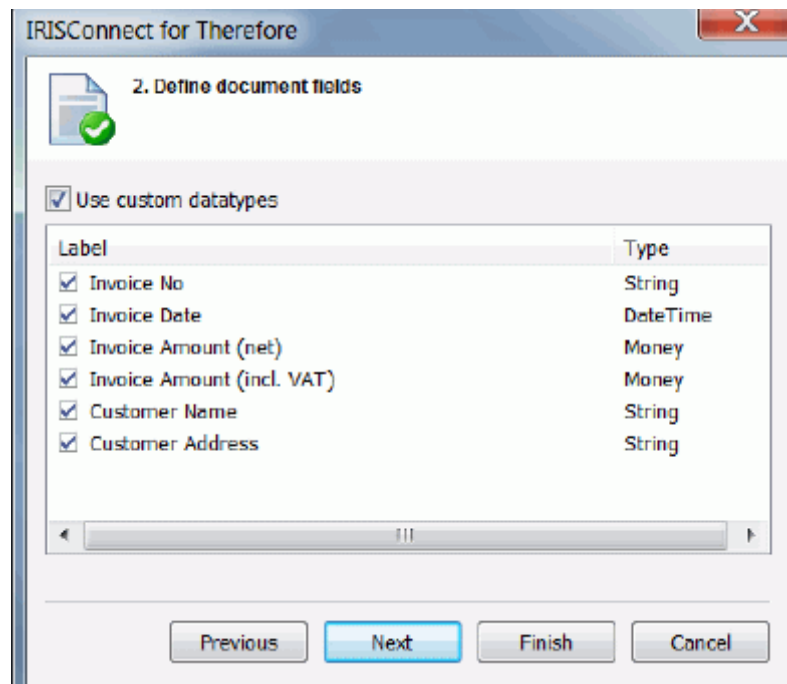 IRISConnect for Therefore
2. Define document fields
Use custom datatypes
Label Type
Invoice No String
Invoice Date DateTime
Invoice Amount (net) Money
Invoice Amount (incl. VAT) Money
Customer Name String
Customer Address String
Previous Next Finish Cancel